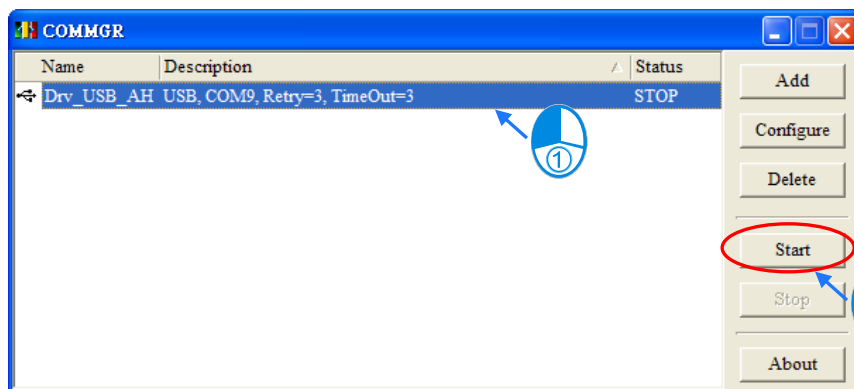 COMMGR
Name Description Status
Drv_USB_AH USB, COM9, Retry=3, TimeOut=3 STOP
①
Add
Configure
Delete
Start
Stop
About